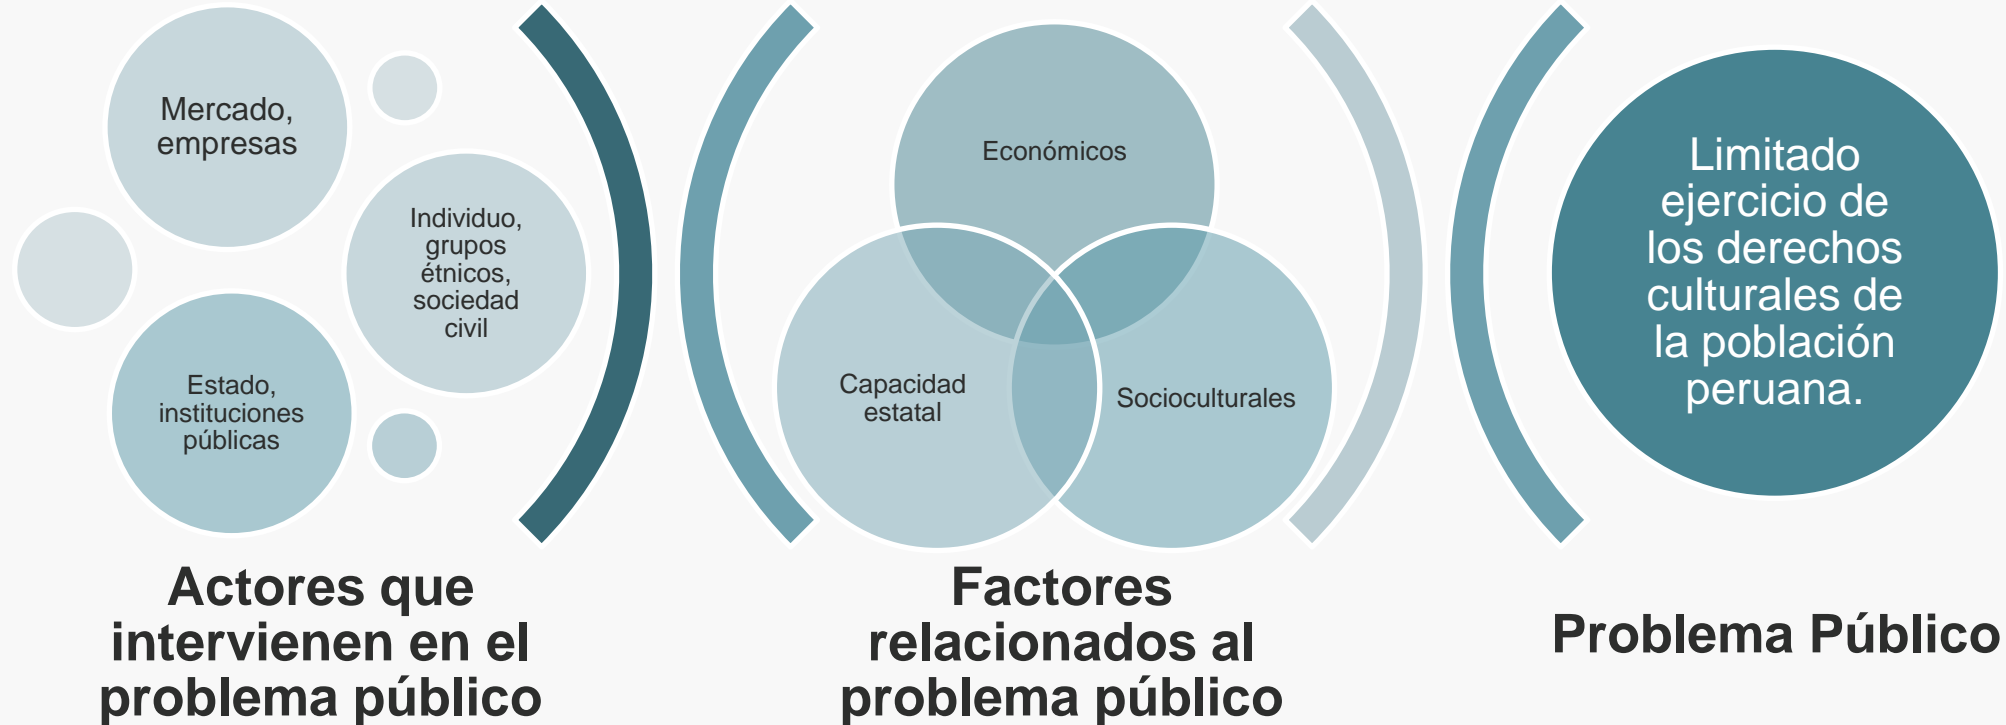 Mercado,
empresas
Individuo,
grupos
étnicos,
sociedad
civil
Estado,
instituciones
públicas
Actores que
intervienen en el
problema público
Económicos
Capacidad
estatal
Socioculturales
Factores
relacionados al
problema público
Limitado
ejercicio de
los derechos
culturales de
la población
peruana.
Problema Público